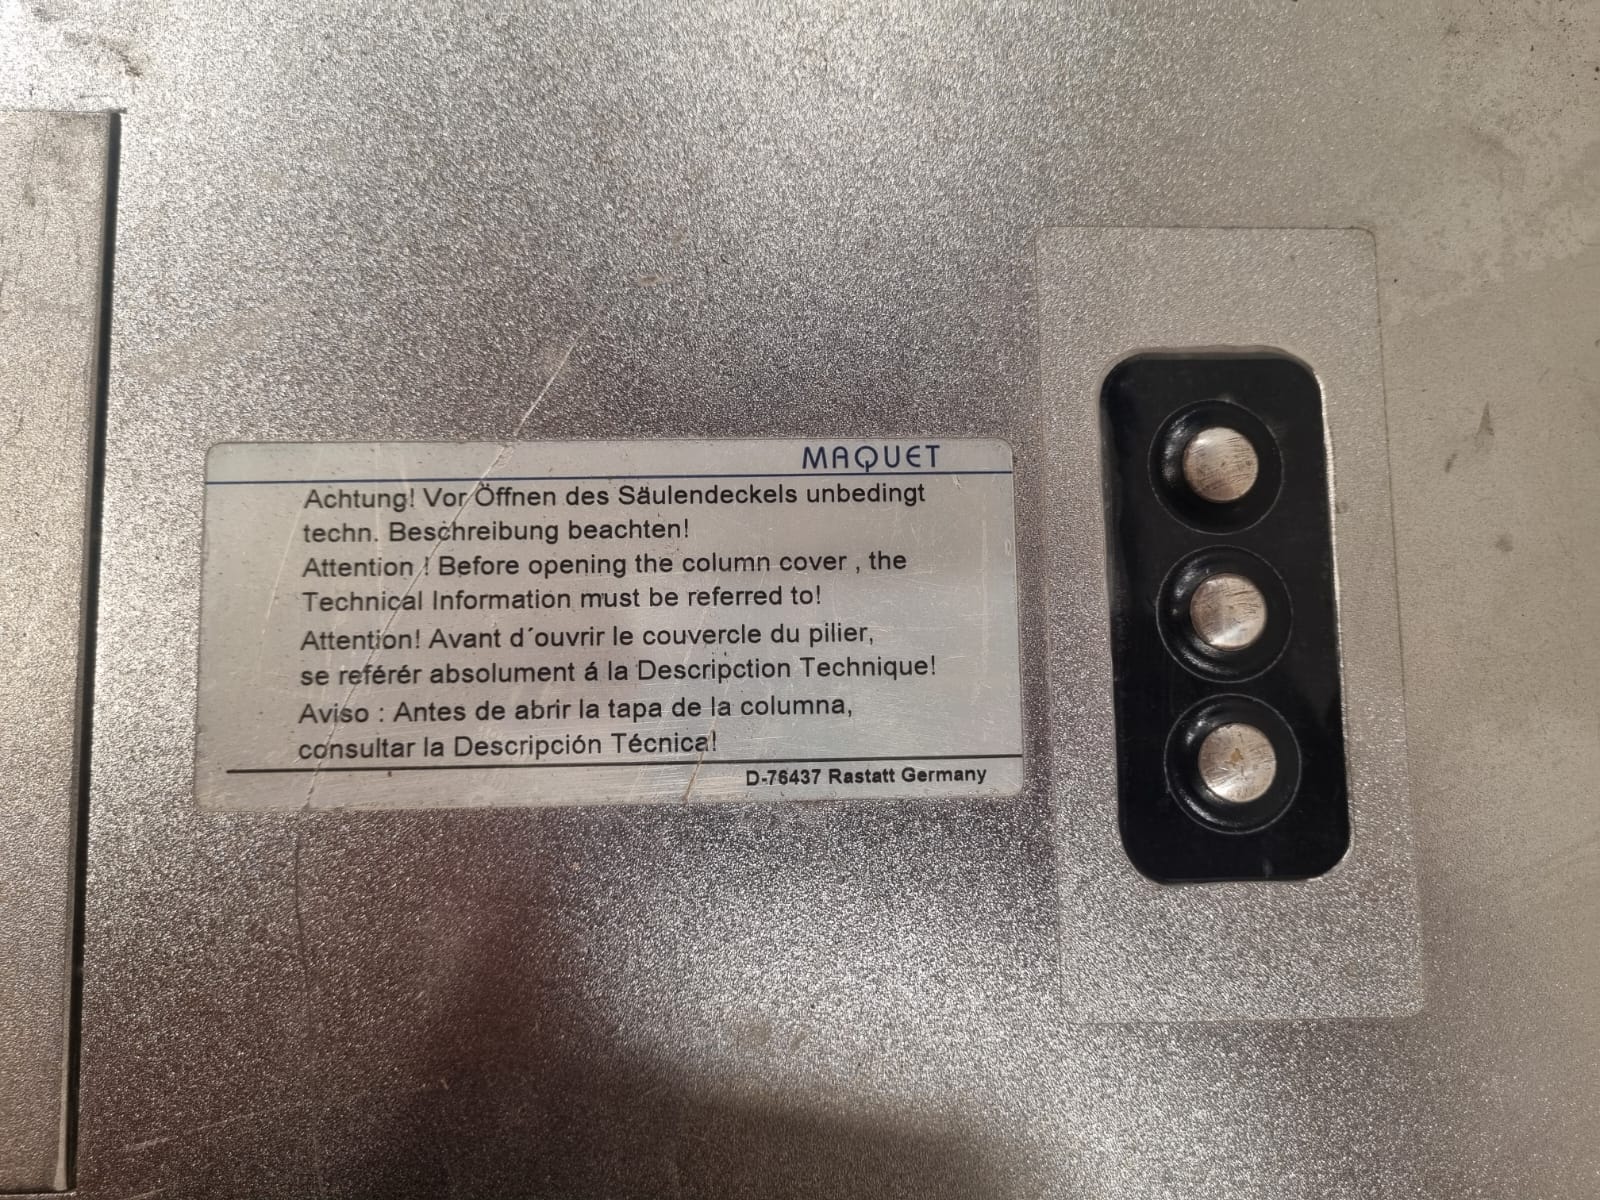 MAQUET
Achtung! Vor Öffnen des Säulendeckels unbedingt
techn. Beschreibung beachten!
Attention ! Before opening the column cover , the
Technical Information must be referred to!
Attention! Avant d´ouvrir le couvercle du pilier,
se reférér absolument á la Descripction Technique!
Aviso : Antes de abrir la tapa de la columna,
consultar la Descripción Técnica!
D-76437 Rastatt Germany